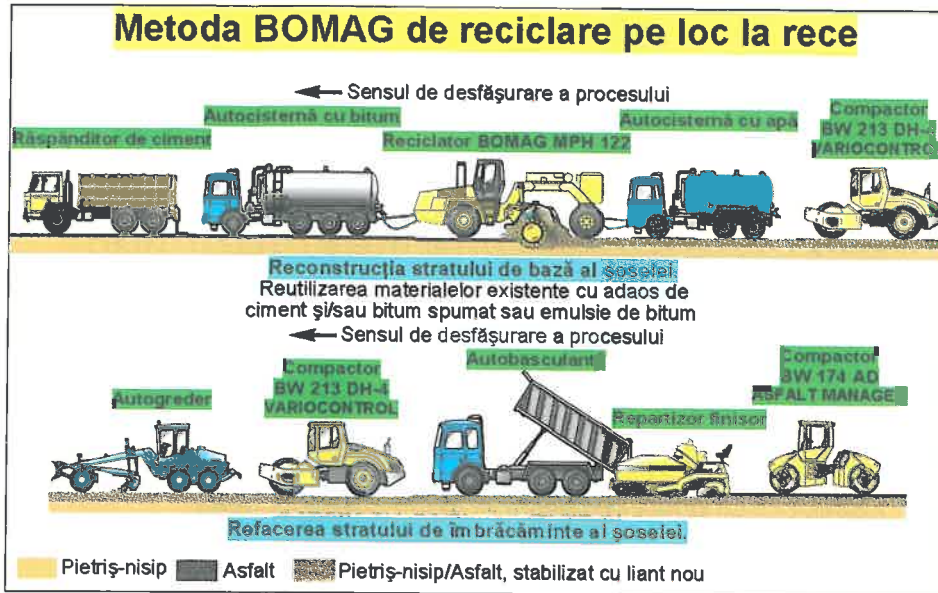 Metoda BOMAG de reciclare pe loc la rece
Sensul de desfăşurare a procesului
Răspânditor de ciment
Autocisternă cu bitum
Reciclator BOMAG MPH 122
Autocisternă cu apă
Compactor
BW 213 DH-4
VARIOCONTROL
Reconstrucţia stratului de bază al şoselei.
Reutilizarea materialelor existente cu adaos de
ciment şi/sau bitum spumat sau emulsie de bitum
Sensul de desfăşurare a procesului
Autogreder
Compactor
BW 213 DH-4
VARIOCONTROL
Autobasculant
Repartizor finisor
Compactor
BW 174 AD
ASFALT MANAGE
Refacerea stratului de îmbrăcăminte al şoselei.
Pietriş-nisip
Asfalt
Pietriş-nisip/Asfalt, stabilizat cu liant nou